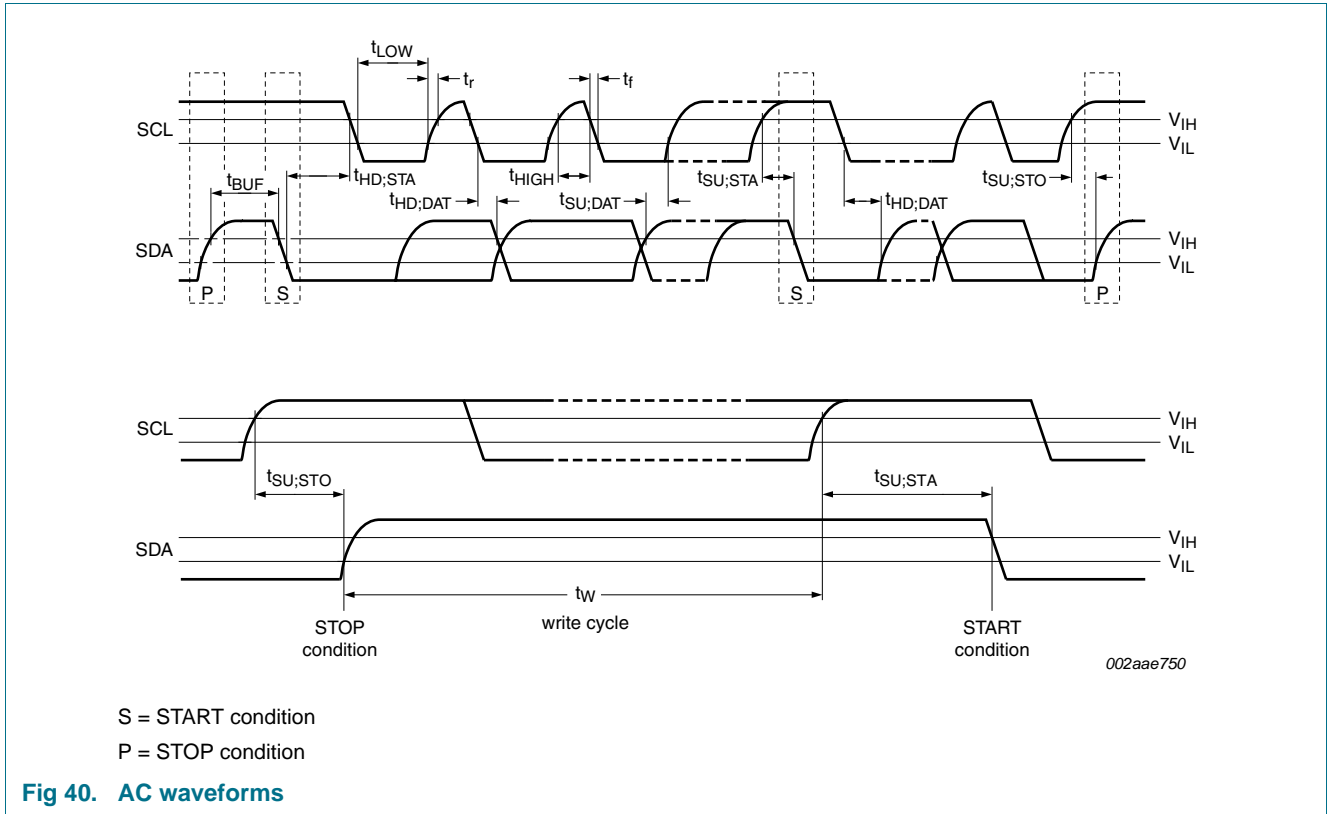 tLOW
tr
tf
SCL
VIH
VIL
tBUF
tHD;STA
tHD;DAT
tHIGH
tSU;DAT
tSU;STA
tHD;DAT
tSU;STO
SDA
VIH
VIL
P
S
S
P
SCL
VIH
VIL
tSU;STO
tSU;STA
SDA
VIH
VIL
tW
write cycle
STOP
condition
START
condition
002aae750
S = START condition
P = STOP condition
Fig 40. AC waveforms